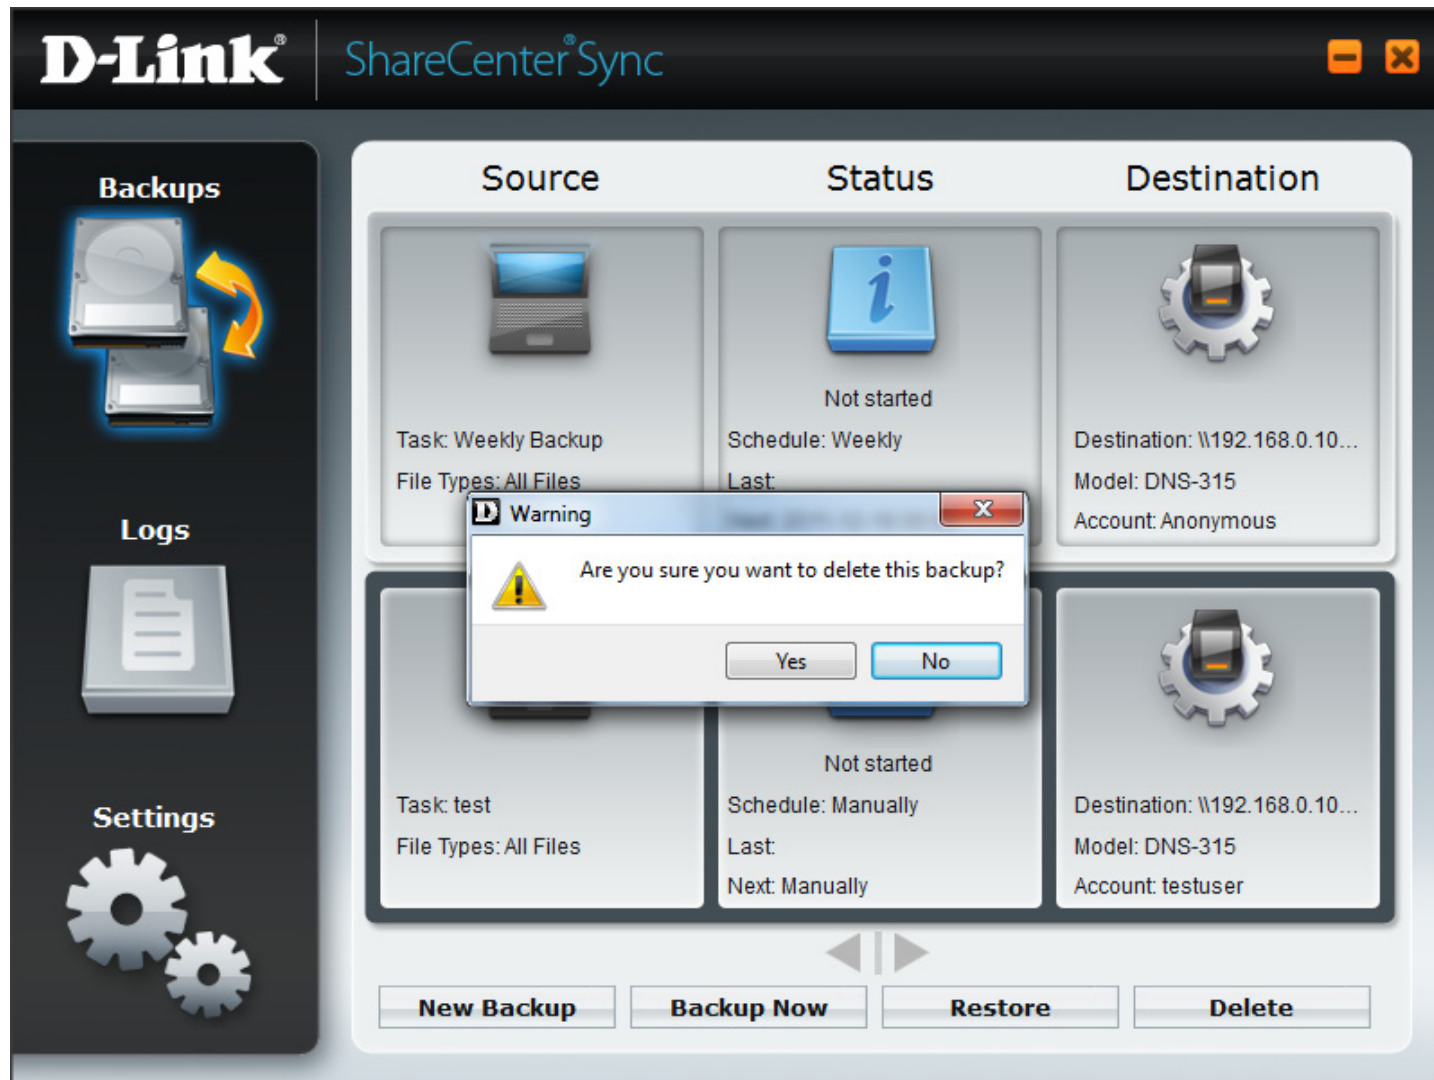 D-Link®
ShareCenter® Sync
Backups
Logs
Settings
Source
Status
Destination
Task: Weekly Backup
File Types: All Files
Not started
Schedule: Weekly
Last:
Destination: \\192.168.0.10...
Model: DNS-315
Account: Anonymous
D Warning
Are you sure you want to delete this backup?
Yes
No
Task: test
File Types: All Files
Not started
Schedule: Manually
Last:
Next: Manually
Destination: \\192.168.0.10...
Model: DNS-315
Account: testuser
New Backup
Backup Now
Restore
Delete